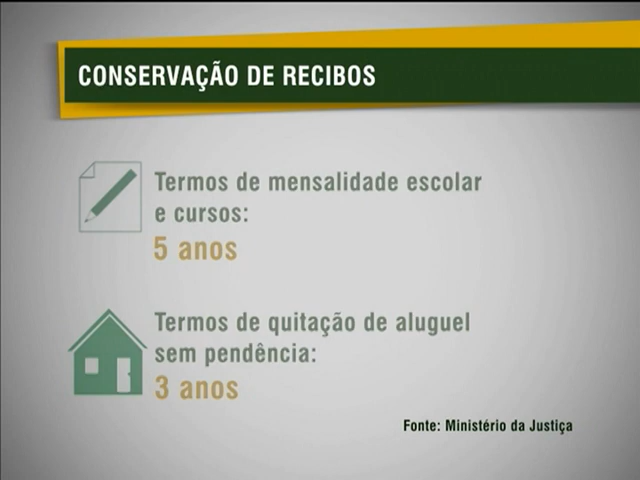 CONSERVAÇÃO DE RECIBOS
Termos de mensalidade escolar
e cursos:
5 anos
Termos de quitação de aluguel
sem pendência:
3 anos
Fonte: Ministério da Justiça